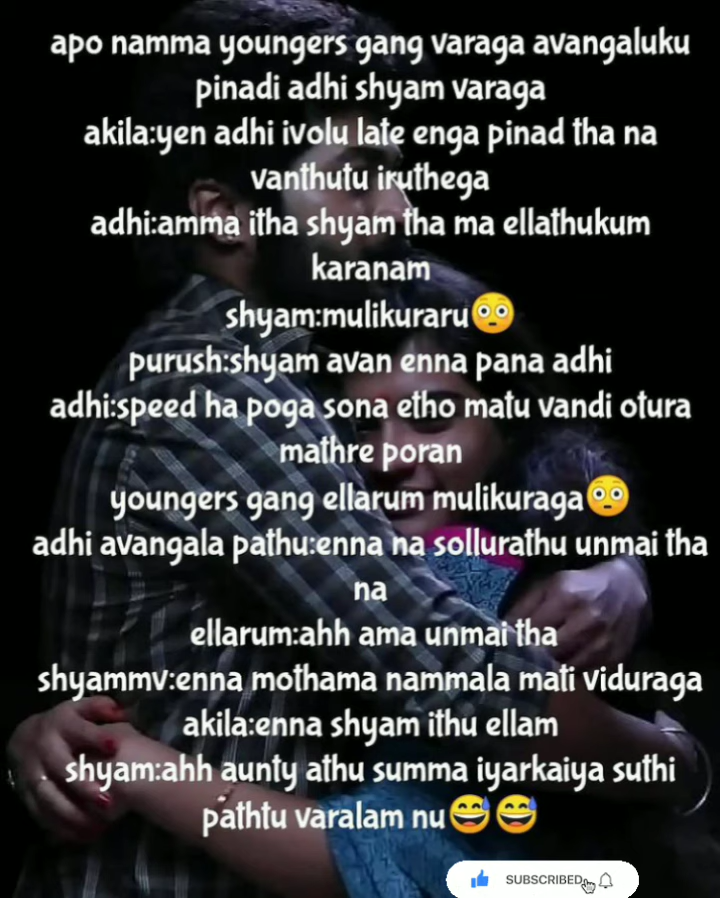 apo namma youngers gang varaga avangaluku
pinadi adhi shyam varaga
akila:yen adhi ivolu late enga pinad tha na
vanthutu iruthega
adhi:amma itha shyam tha ma ellathukum
karanam
shyam:mulikuraru😳
purush:shyam avan enna pana adhi
adhi:speed ha poga sona etho matu vandi otura
mathre poran
youngers gang ellarum mulikuraga😳
adhi avangala pathu:enna na sollurathu unmai tha
na
ellarum:ahh ama unmai tha
shyammv:enna mothama nammala mati viduraga
akila:enna shyam ithu ellam
shyam:ahh aunty athu summa iyarkaiya suthi
pathtu varalam nu😅😅
SUBSCRIBED